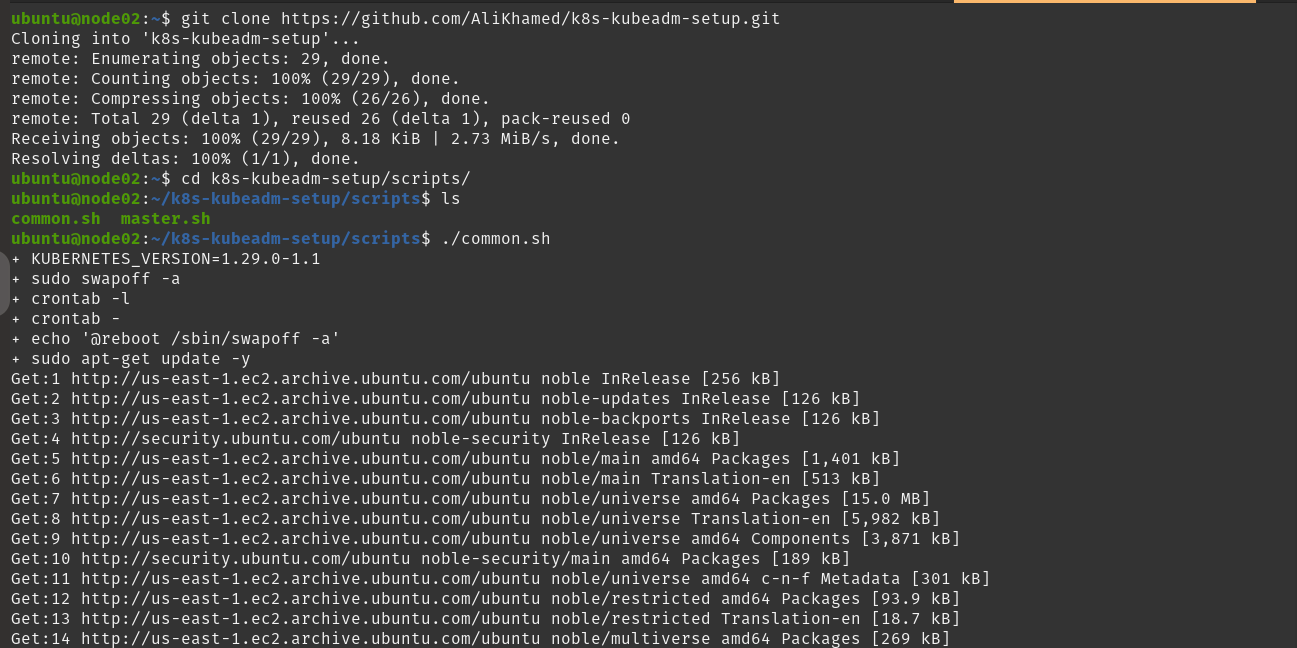 ubuntu@node02:~$ git clone https://github.com/AliKhamed/k8s-kubeadm-setup.git
Cloning into 'k8s-kubeadm-setup'...
remote: Enumerating objects: 29, done.
remote: Counting objects: 100% (29/29), done.
remote: Compressing objects: 100% (26/26), done.
remote: Total 29 (delta 1), reused 26 (delta 1), pack-reused 0
Receiving objects: 100% (29/29), 8.18 KiB | 2.73 MiB/s, done.
Resolving deltas: 100% (1/1), done.
ubuntu@node02:~$ cd k8s-kubeadm-setup/scripts/
ubuntu@node02:~/k8s-kubeadm-setup/scripts$ ls
common.sh  master.sh
ubuntu@node02:~/k8s-kubeadm-setup/scripts$ ./common.sh
+ KUBERNETES_VERSION=1.29.0-1.1
+ sudo swapoff -a
+ crontab -l
+ crontab -
+ echo '@reboot /sbin/swapoff -a'
+ sudo apt-get update -y
Get:1 http://us-east-1.ec2.archive.ubuntu.com/ubuntu noble InRelease [256 kB]
Get:2 http://us-east-1.ec2.archive.ubuntu.com/ubuntu noble-updates InRelease [126 kB]
Get:3 http://us-east-1.ec2.archive.ubuntu.com/ubuntu noble-backports InRelease [126 kB]
Get:4 http://security.ubuntu.com/ubuntu noble-security InRelease [126 kB]
Get:5 http://us-east-1.ec2.archive.ubuntu.com/ubuntu noble/main amd64 Packages [1,401 kB]
Get:6 http://us-east-1.ec2.archive.ubuntu.com/ubuntu noble/main Translation-en [513 kB]
Get:7 http://us-east-1.ec2.archive.ubuntu.com/ubuntu noble/universe amd64 Packages [15.0 MB]
Get:8 http://us-east-1.ec2.archive.ubuntu.com/ubuntu noble/universe Translation-en [5,982 kB]
Get:9 http://us-east-1.ec2.archive.ubuntu.com/ubuntu noble/universe amd64 Components [3,871 kB]
Get:10 http://security.ubuntu.com/ubuntu noble-security/main amd64 Packages [189 kB]
Get:11 http://us-east-1.ec2.archive.ubuntu.com/ubuntu noble/universe amd64 c-n-f Metadata [301 kB]
Get:12 http://us-east-1.ec2.archive.ubuntu.com/ubuntu noble/restricted amd64 Packages [93.9 kB]
Get:13 http://us-east-1.ec2.archive.ubuntu.com/ubuntu noble/restricted Translation-en [18.7 kB]
Get:14 http://us-east-1.ec2.archive.ubuntu.com/ubuntu noble/multiverse amd64 Packages [269 kB]